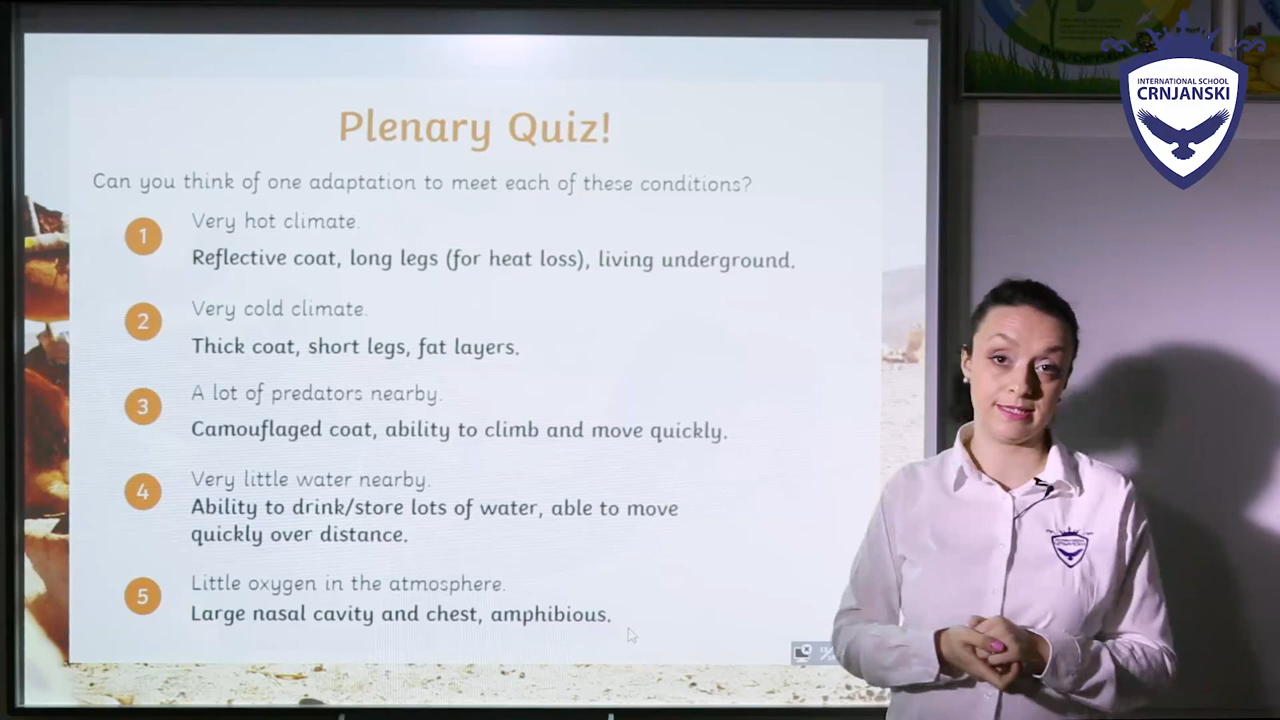 Plenary Quiz!
Can you think of one adaptation to meet each of these conditions?
1
Very hot climate.
Reflective coat, long legs (for heat loss), living underground.
2
Very cold climate.
Thick coat, short legs, fat layers.
3
A lot of predators nearby.
Camouflaged coat, ability to climb and move quickly.
4
Very little water nearby.
Ability to drink/store lots of water, able to move
quickly over distance.
5
Little oxygen in the atmosphere.
Large nasal cavity and chest, amphibious.
INTERNATIONAL SCHOOL
CRNJANSKI